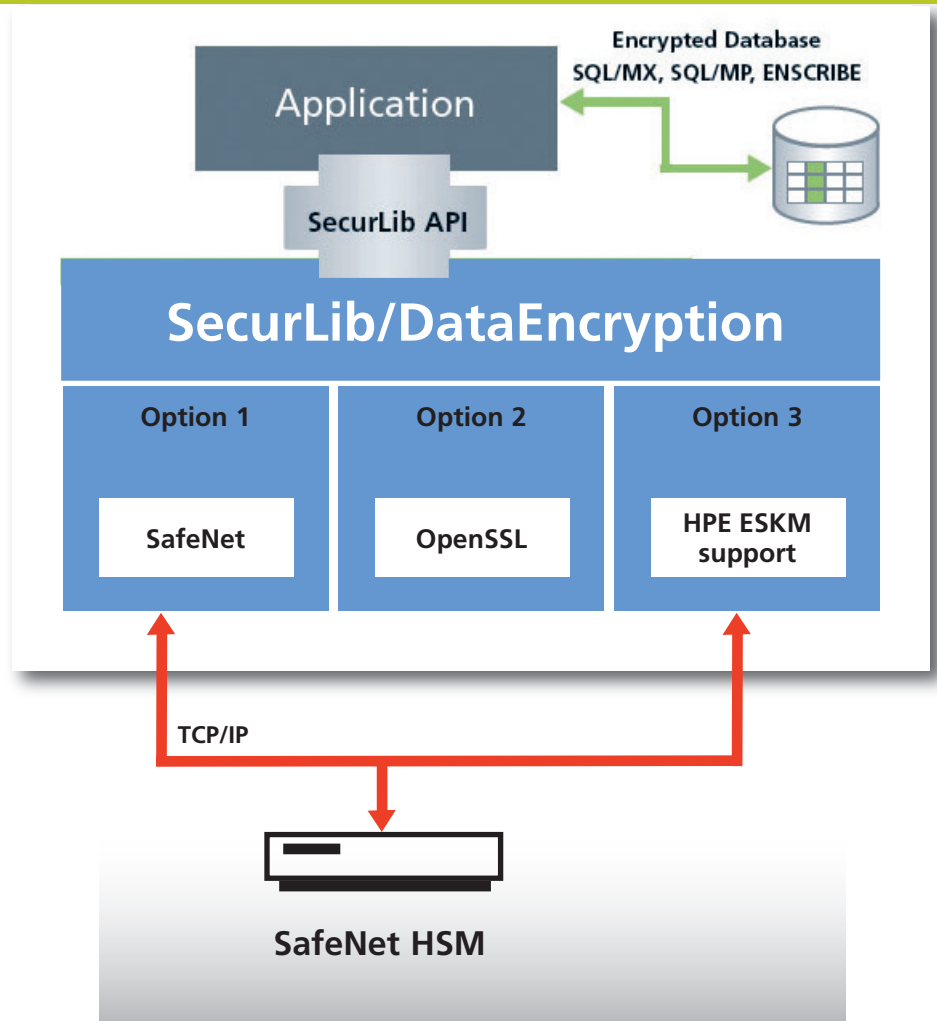 Encrypted Database
SQL/MX, SQL/MP, ENSCRIBE
Application
SecurLib API
SecurLib/DataEncryption
Option 1
Option 2
Option 3
SafeNet
OpenSSL
HPE ESKM
support
TCP/IP
SafeNet HSM